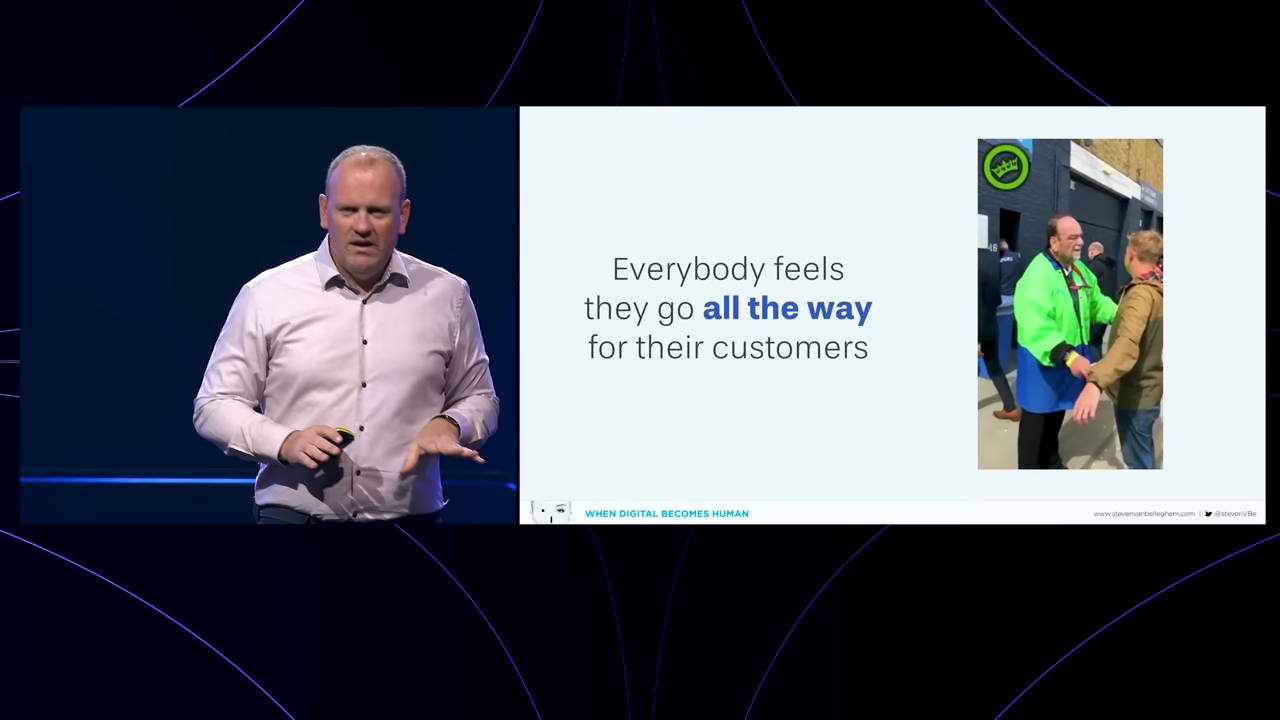 Everybody feels
they go all the way
for their customers
WHEN DIGITAL BECOMES HUMAN
www.stevenvanbelleghem.com | @stevenVBe